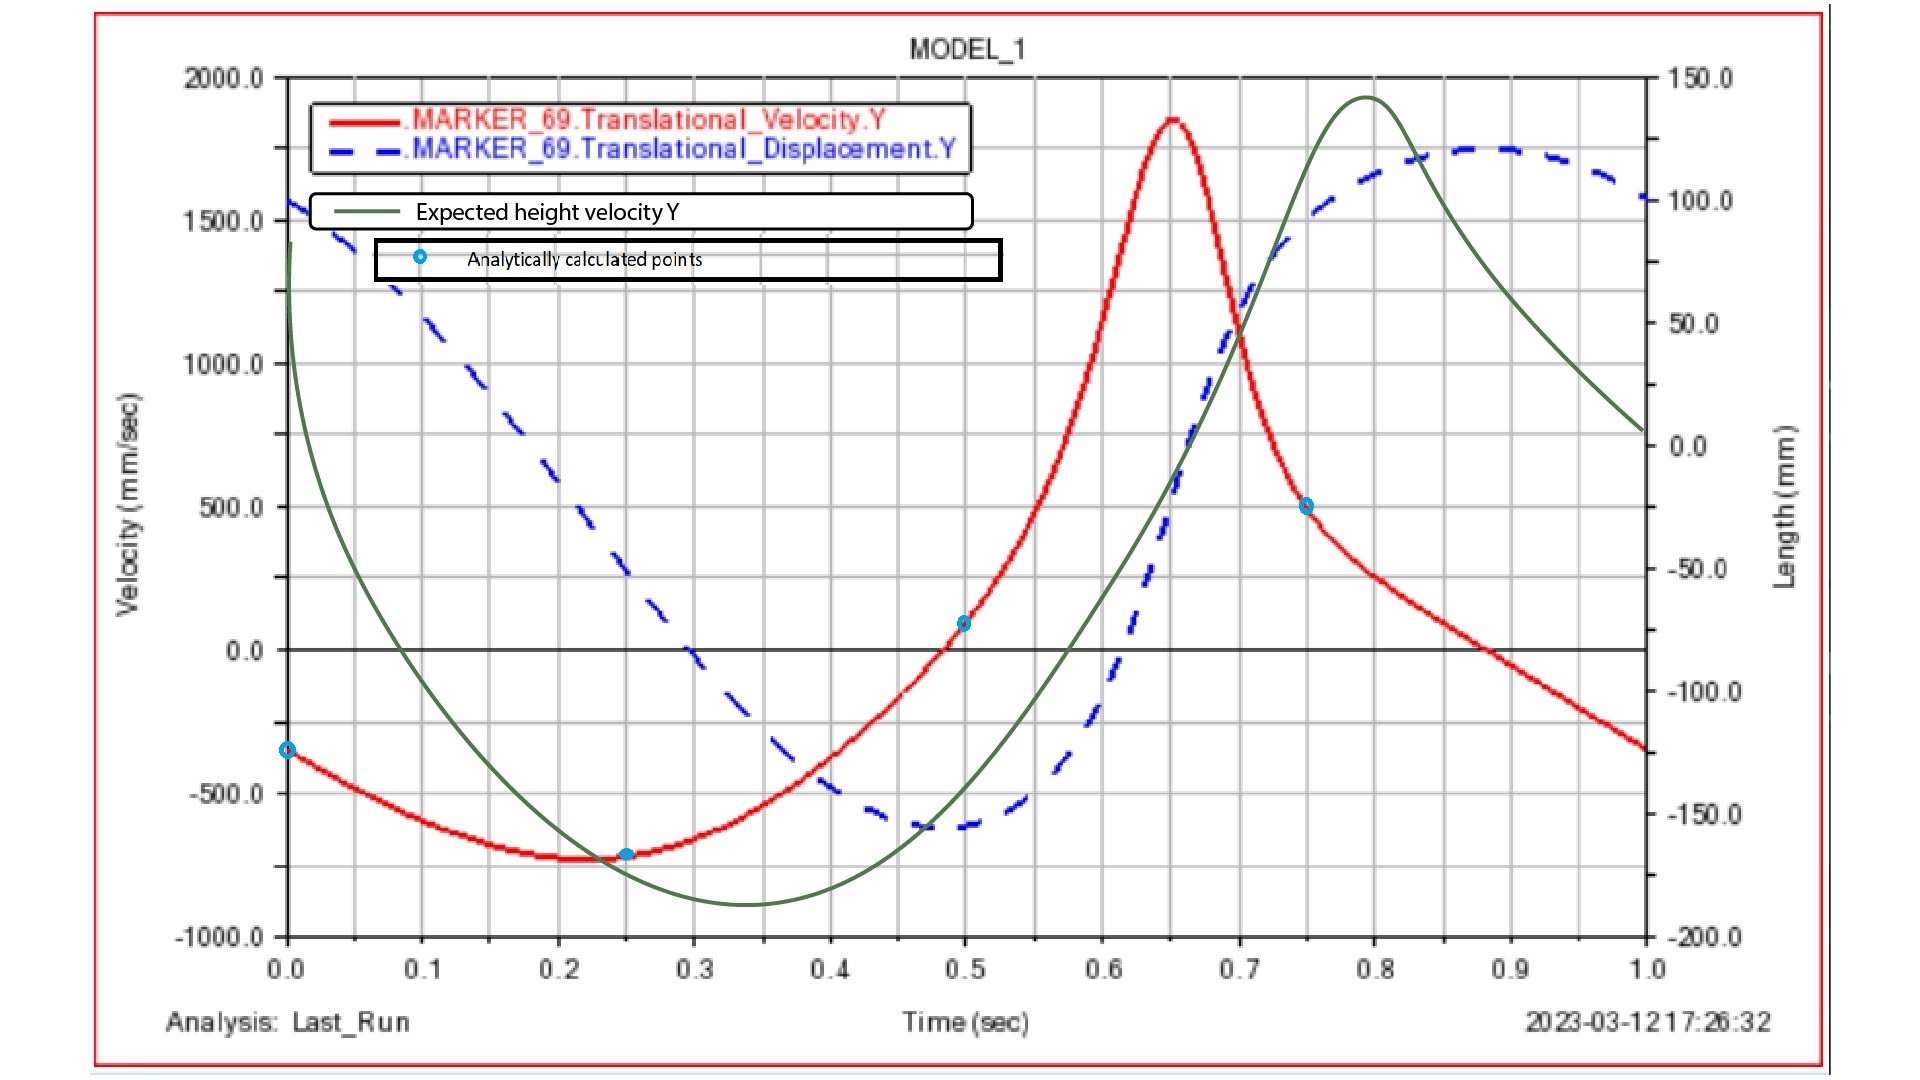 MODEL_1
2000.0
1500.0
1000.0
500.0
0.0
-500.0
-1000.0
Velocity (mm/sec)
.MARKER_69.Translational_Velocity.Y
.MARKER_69.Translational_Displacement.Y
Expected height velocity Y
Analytically calculated points
150.0
100.0
50.0
0.0
-50.0
-100.0
-150.0
-200.0
Length (mm)
0.0 0.1 0.2 0.3 0.4 0.5 0.6 0.7 0.8 0.9 1.0
Analysis: Last_Run Time (sec) 2023-03-12 17:26:32